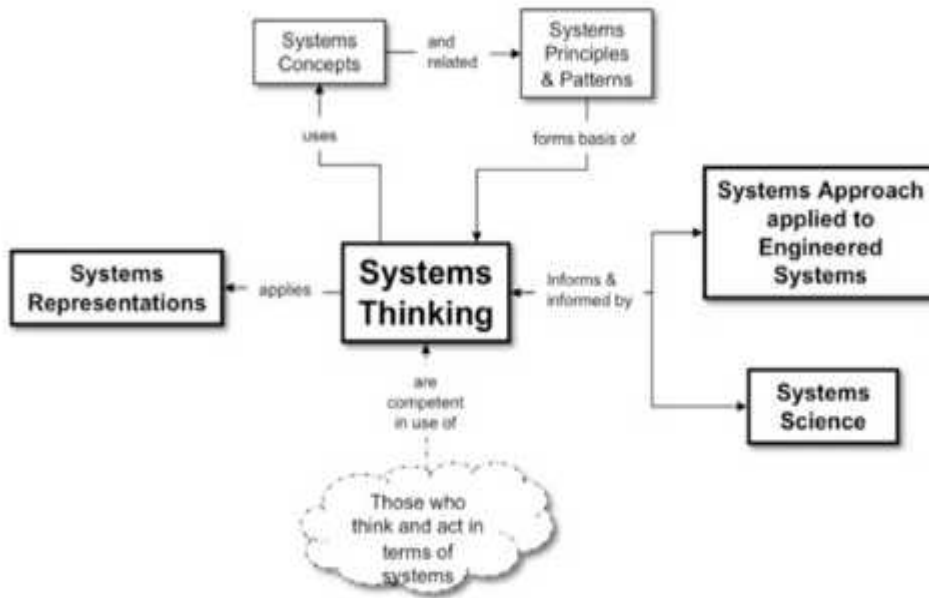 Systems
Concepts
and
related
Systems
Principles
& Patterns
uses
forms basis of
Systems Approach
applied to
Engineered
Systems
Systems
Representations
applies
Systems
Thinking
Informs &
informed by
are
competent
in use of
Systems
Science
Those who
think and act in
terms of
systems